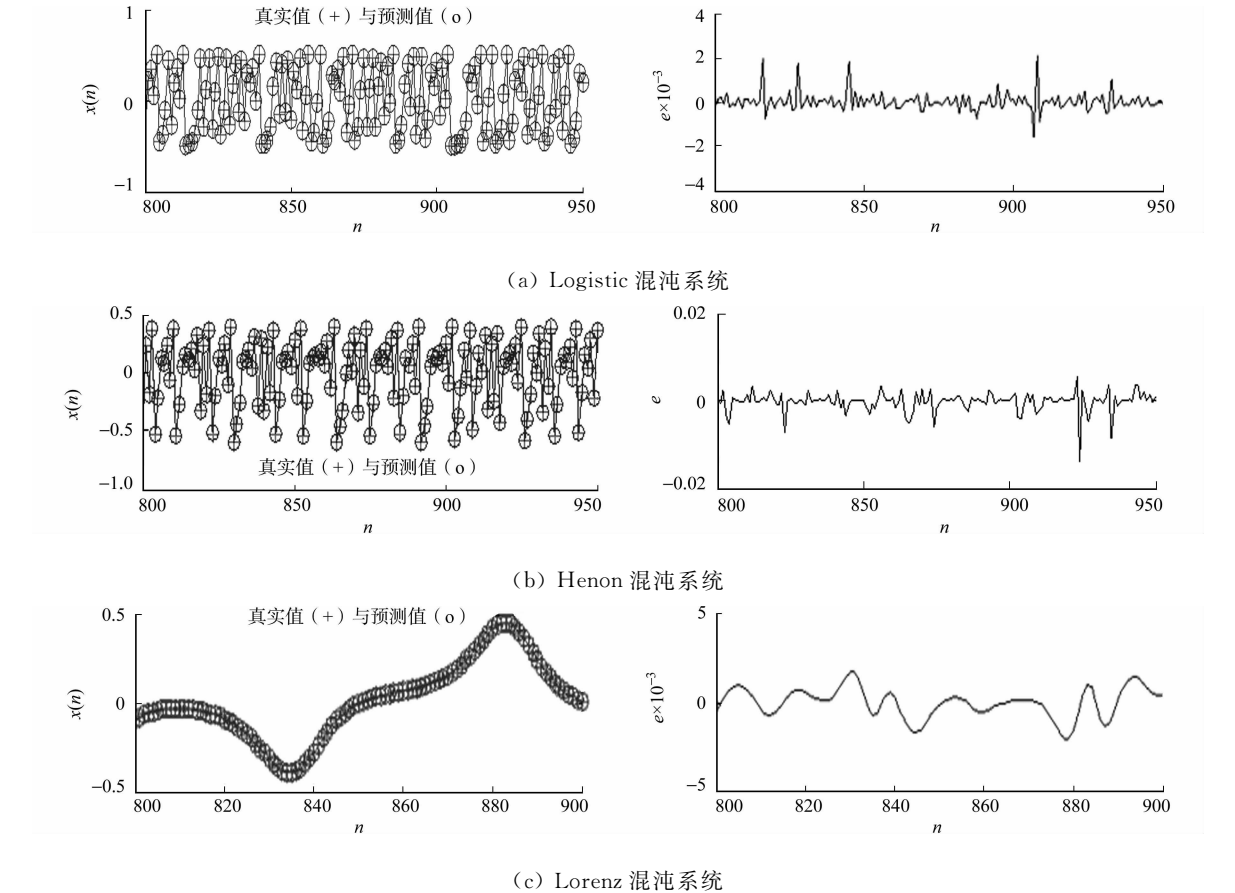 真实值（+）与预测值（o）
1
0
−1
x(n)
800 850 900 950
n
4
2
0
−2
−4
e×10⁻³
800 850 900 950
n
（a）Logistic 混沌系统
0.5
0
−0.5
−1.0
x(n)
真实值（+）与预测值（o）
800 850 900 950
n
0.02
0
−0.02
e
800 850 900 950
n
（b）Henon 混沌系统
真实值（+）与预测值（o）
0.5
0
−0.5
x(n)
800 820 840 860 880 900
n
5
0
−5
e×10⁻³
800 820 840 860 880 900
n
（c）Lorenz 混沌系统